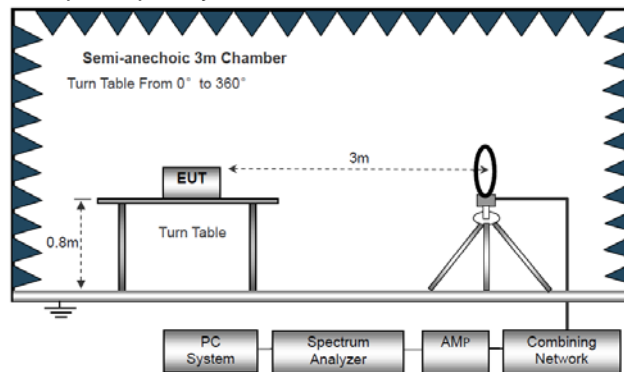 Semi-anechoic 3m Chamber
Turn Table From 0° to 360°
3m
EUT
0.8m
Turn Table
PC
System
Spectrum
Analyzer
AMP
Combining
Network